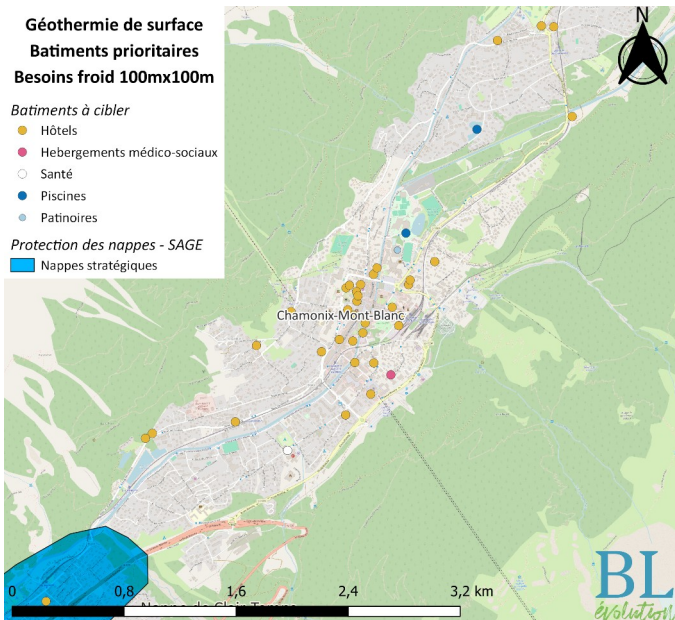 Géothermie de surface
Batiments prioritaires
Besoins froid 100mx100m
Batiments à cibler
Hôtels
Hebergements médico-sociaux
Santé
Piscines
Patinoires
Protection des nappes - SAGE
Nappes stratégiques
N
Chamonix-Mont-Blanc
0 0,8 1,6 2,4 3,2 km
BL
évolution